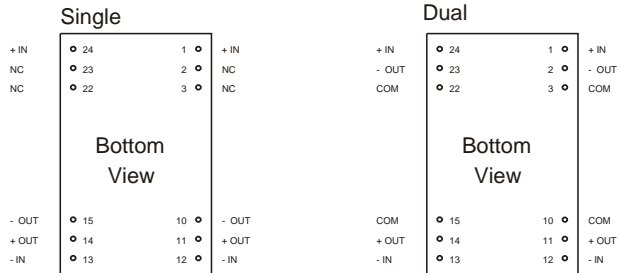 Single
+ IN 24 1 + IN
NC 23 2 NC
NC 22 3 NC
Bottom
View
- OUT 15 10 - OUT
+ OUT 14 11 + OUT
- IN 13 12 - IN
Dual
+ IN 24 1 + IN
- OUT 23 2 - OUT
COM 22 3 COM
Bottom
View
COM 15 10 COM
+ OUT 14 11 + OUT
- IN 13 12 - IN